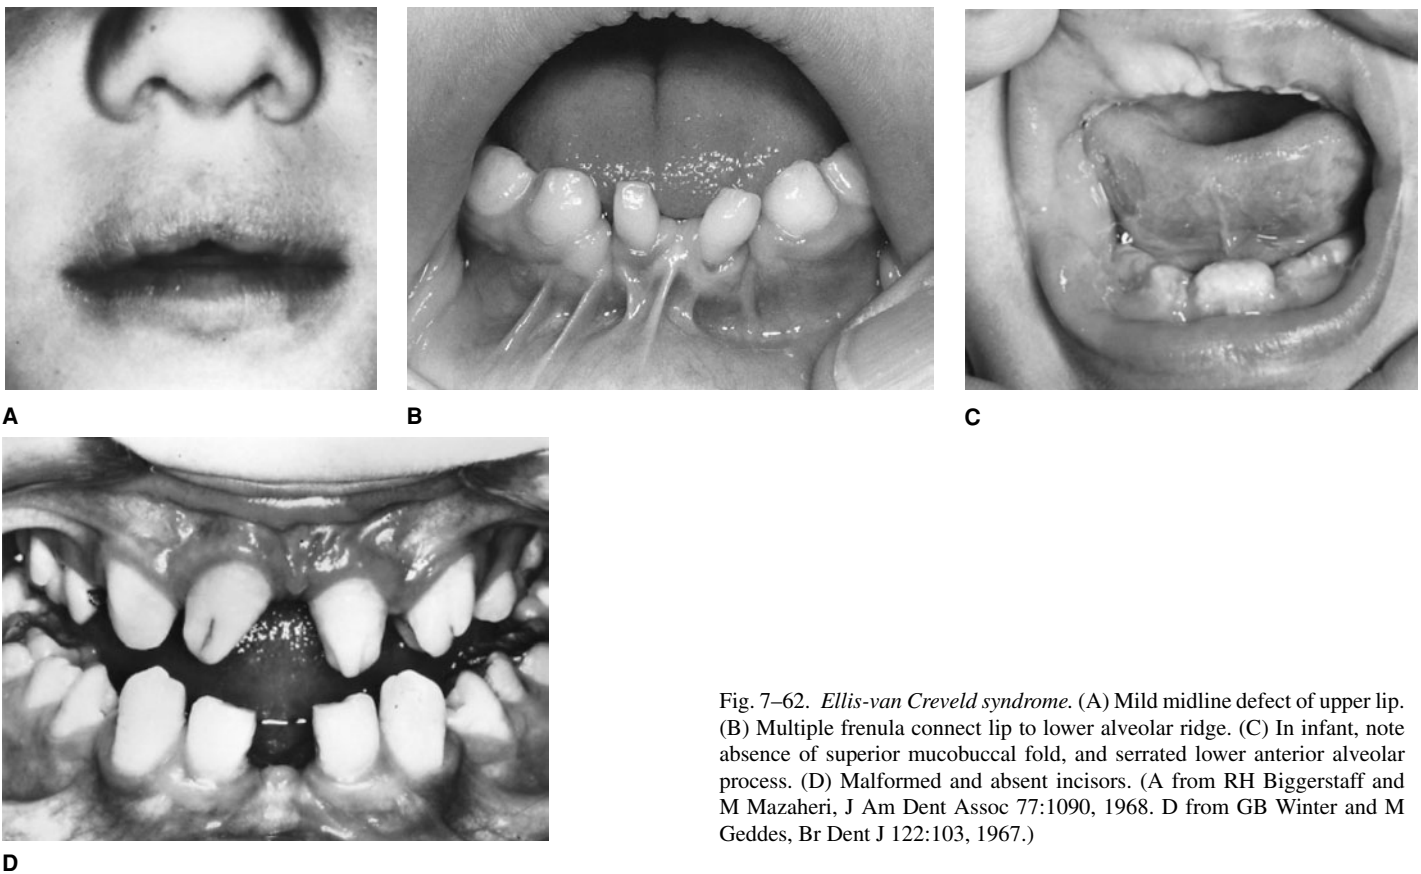 A
B
C
D
Fig. 7–62. Ellis-van Creveld syndrome. (A) Mild midline defect of upper lip.
(B) Multiple frenula connect lip to lower alveolar ridge. (C) In infant, note
absence of superior mucobuccal fold, and serrated lower anterior alveolar
process. (D) Malformed and absent incisors. (A from RH Biggerstaff and
M Mazaheri, J Am Dent Assoc 77:1090, 1968. D from GB Winter and M
Geddes, Br Dent J 122:103, 1967.)